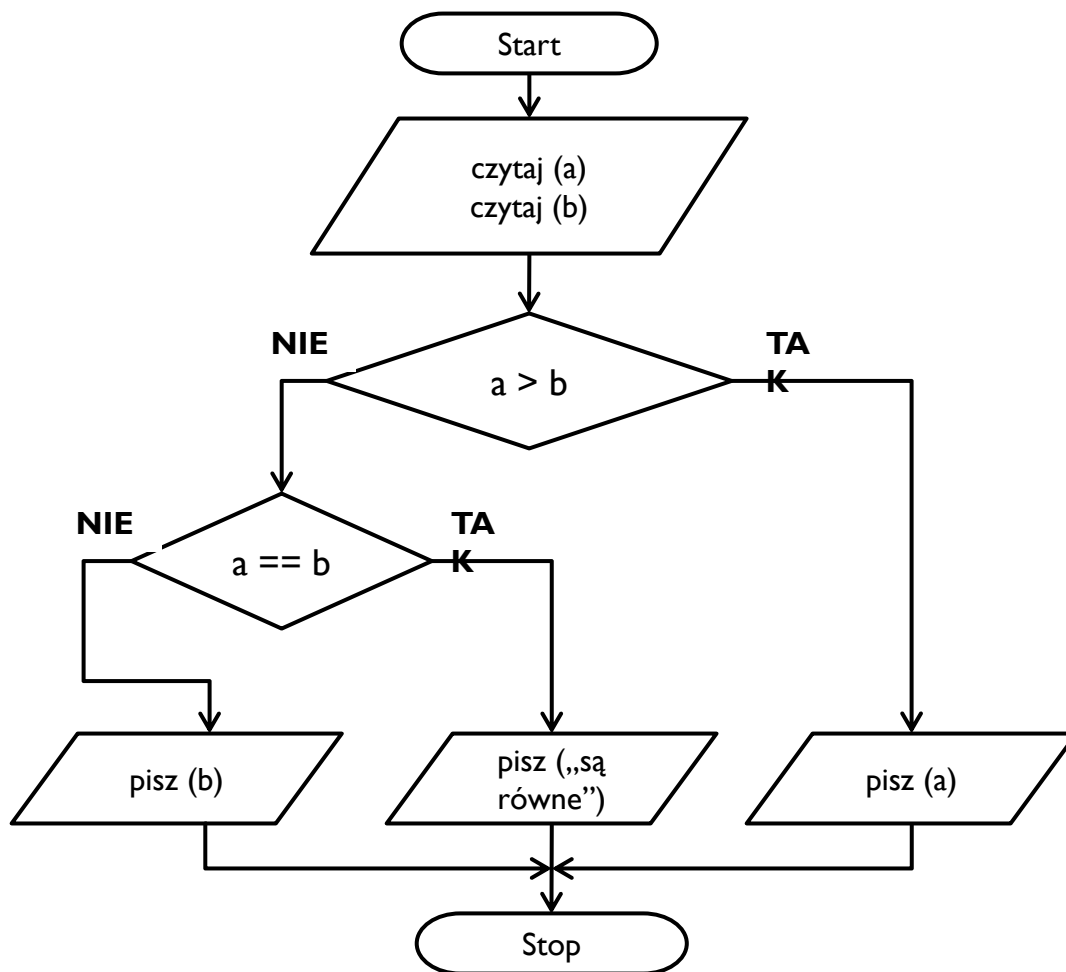 Start
czytaj (a)
czytaj (b)
NIE
TA
K
a > b
NIE
TA
K
a == b
pisz (b)
pisz („są
równe”)
pisz (a)
Stop